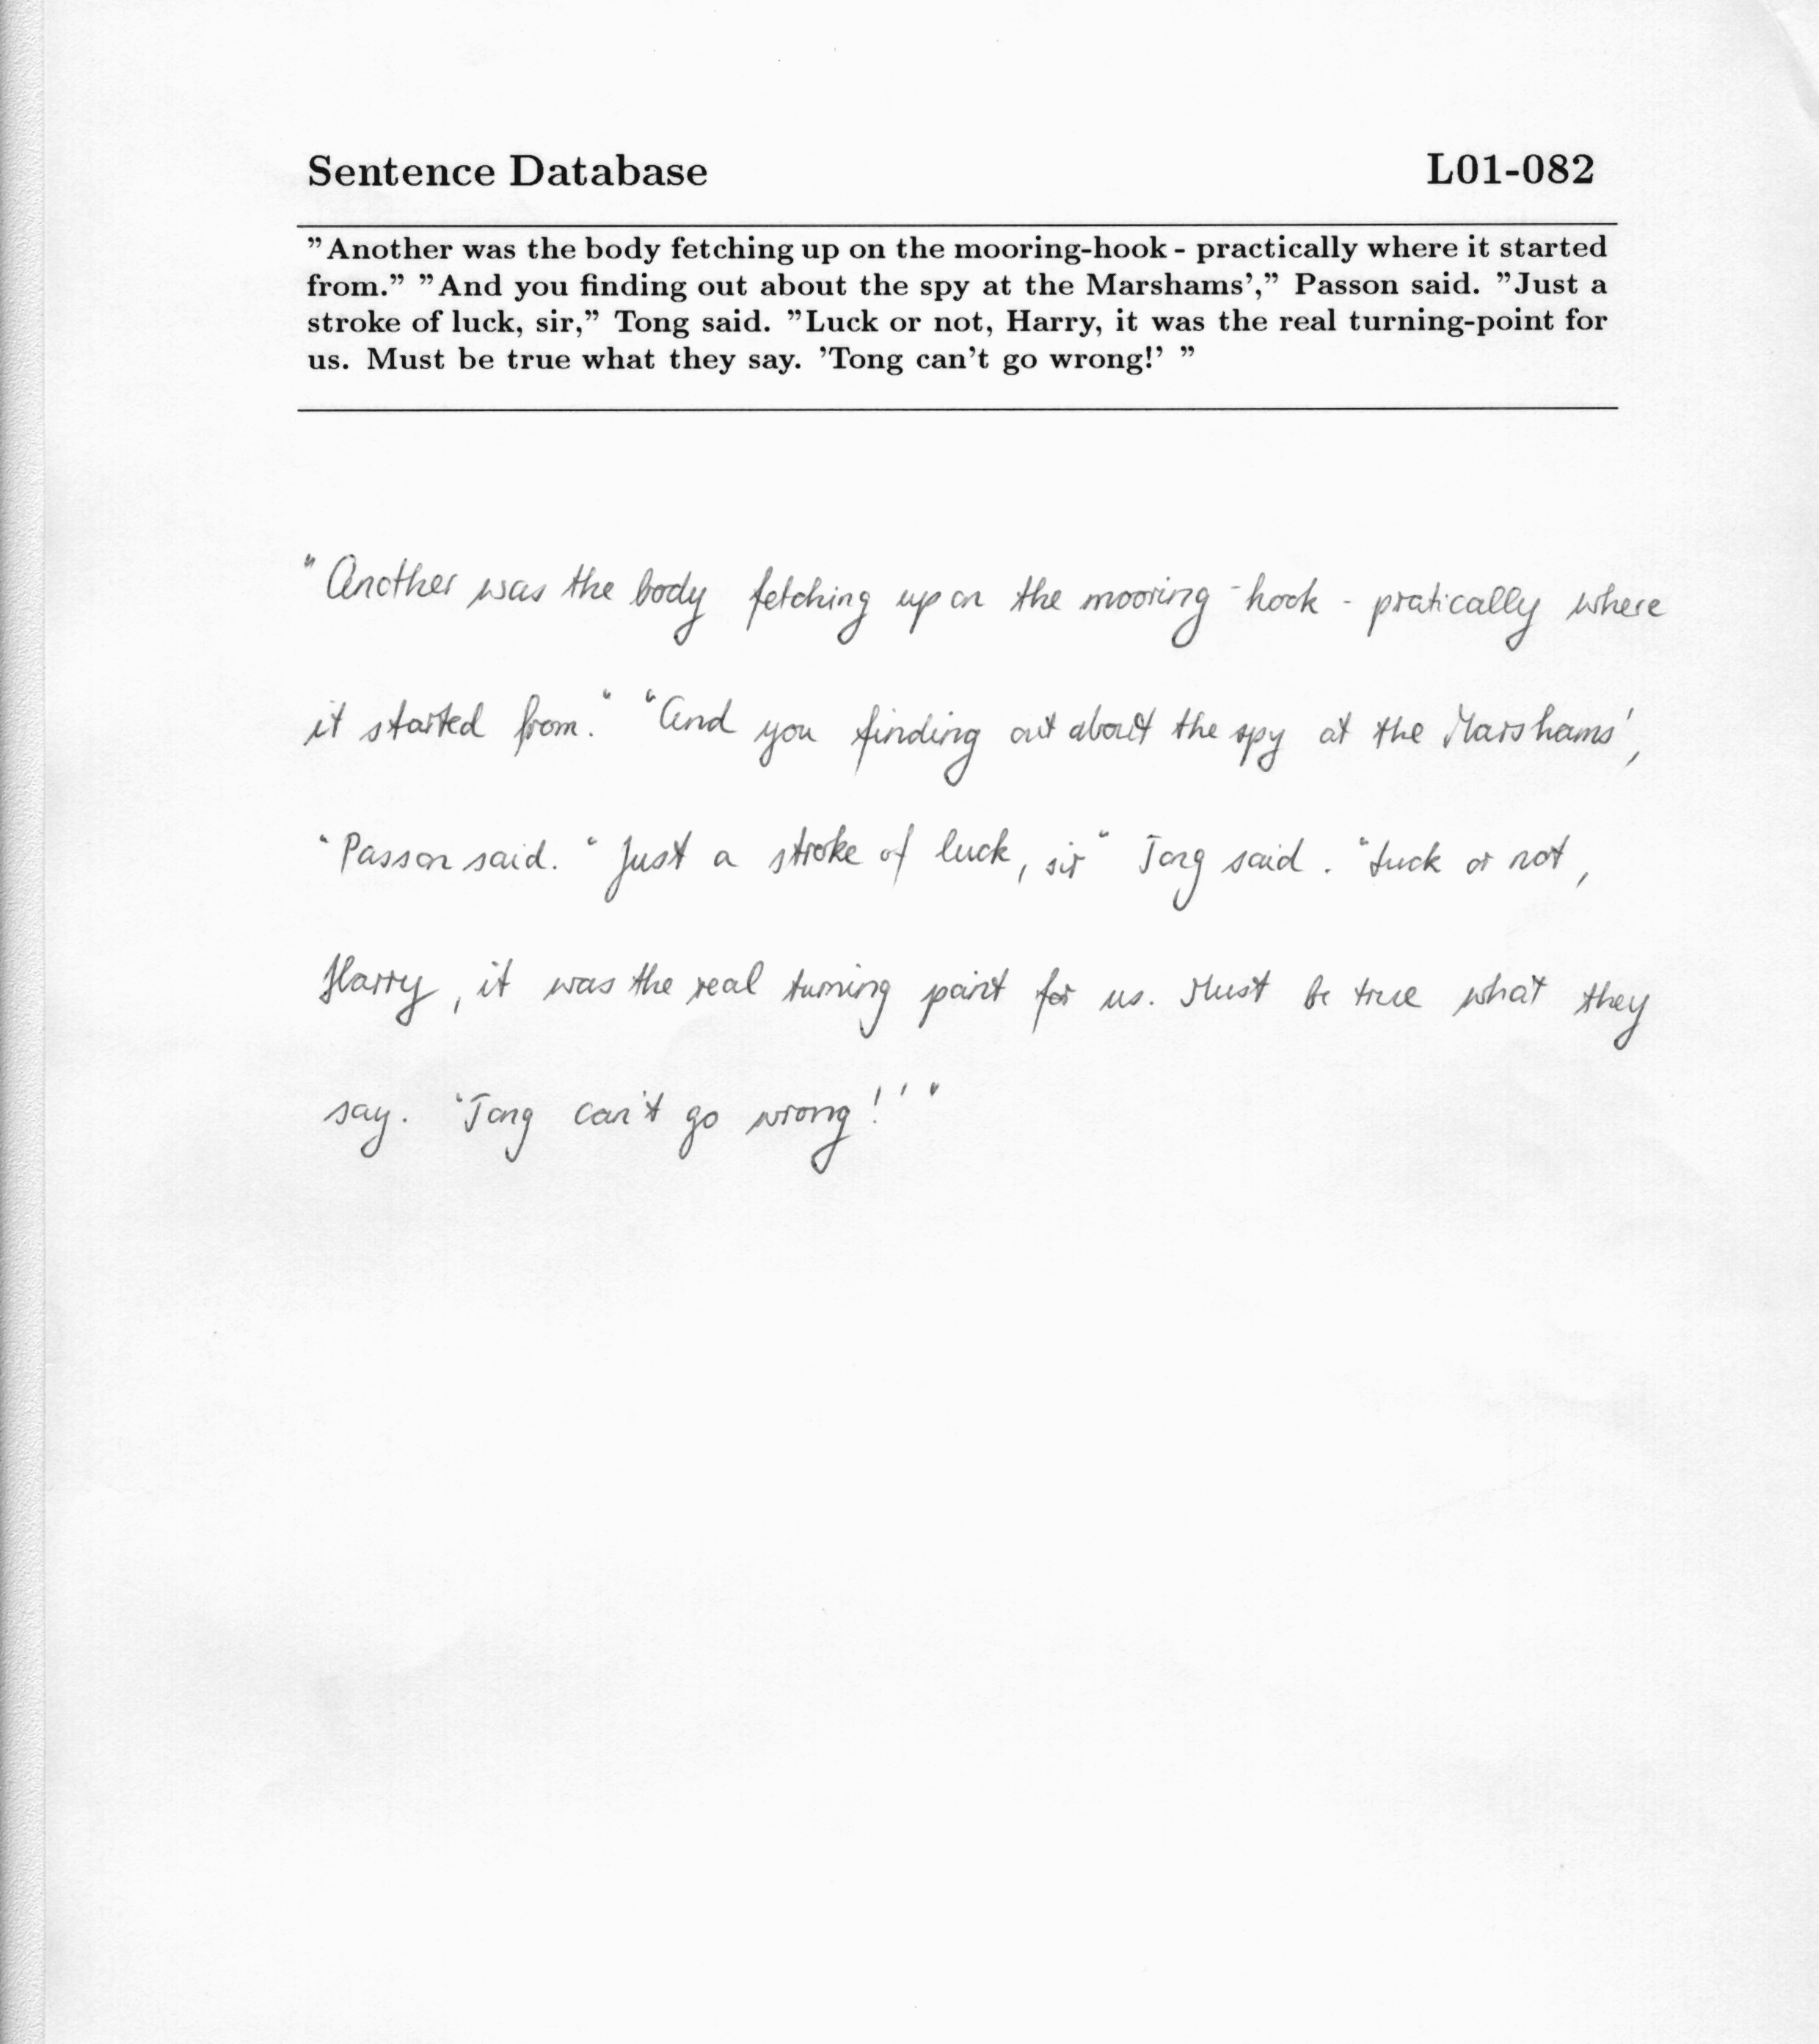 Sentence Database L01-082
"Another was the body fetching up on the mooring-hook - practically where it started
from." "And you finding out about the spy at the Marshams'," Passon said. "Just a
stroke of luck, sir," Tong said. "Luck or not, Harry, it was the real turning-point for
us. Must be true what they say. 'Tong can't go wrong!' "
"Another was the body fetching up on the mooring-hook - pratically where
it started from." "And you finding out about the spy at the Marshams',
"Passon said. "Just a stroke of luck, sir" Tong said. "Luck or not,
Harry, it was the real turning point for us. Must be true what they
say. 'Tong can't go wrong!' "